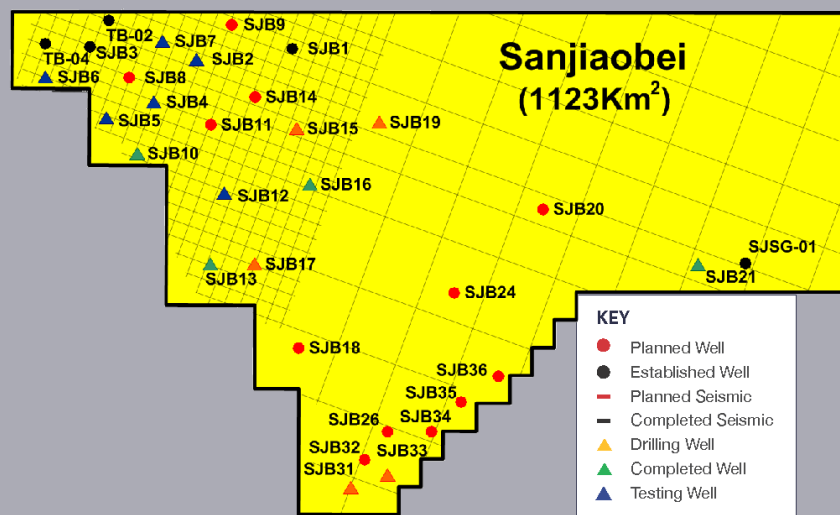 SJB9
TB-02
SJB7
SJB1
SJB3
TB-04
SJB2
Sanjiaobei
(1123Km²)
SJB6
SJB8
SJB14
SJB4
SJB5
SJB11
SJB15
SJB19
SJB10
SJB16
SJB12
SJB20
SJSG-01
SJB17
SJB13
SJB21
SJB24
KEY
SJB18
Planned Well
Established Well
Planned Seismic
Completed Seismic
Drilling Well
Completed Well
Testing Well
SJB36
SJB35
SJB26
SJB34
SJB32
SJB33
SJB31